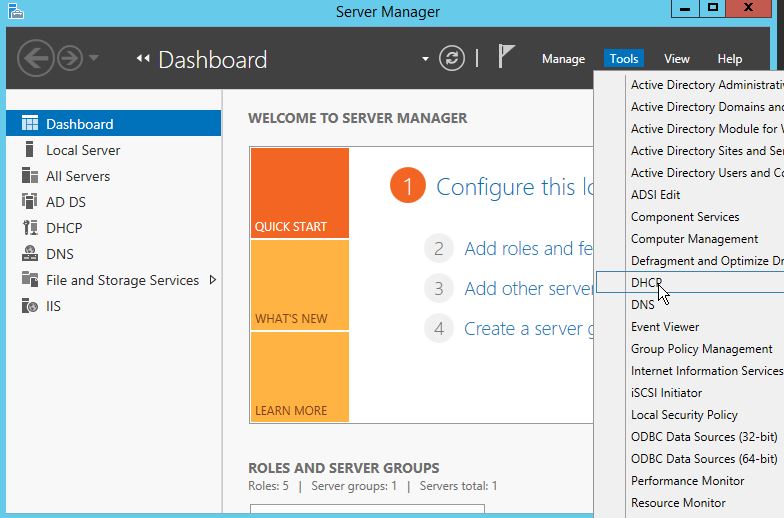 Server Manager
Dashboard
Manage Tools View Help
Dashboard
Local Server
All Servers
AD DS
DHCP
DNS
File and Storage Services
IIS
WELCOME TO SERVER MANAGER
QUICK START
WHAT'S NEW
LEARN MORE
1 Configure this lo
2 Add roles and fe
3 Add other server
4 Create a server g
ROLES AND SERVER GROUPS
Roles: 5 | Server groups: 1 | Servers total: 1
Active Directory Administrativ
Active Directory Domains and
Active Directory Module for W
Active Directory Sites and Ser
Active Directory Users and Co
ADSI Edit
Component Services
Computer Management
Defragment and Optimize Dr
DHCP
DNS
Event Viewer
Group Policy Management
Internet Information Services
iSCSI Initiator
Local Security Policy
ODBC Data Sources (32-bit)
ODBC Data Sources (64-bit)
Performance Monitor
Resource Monitor